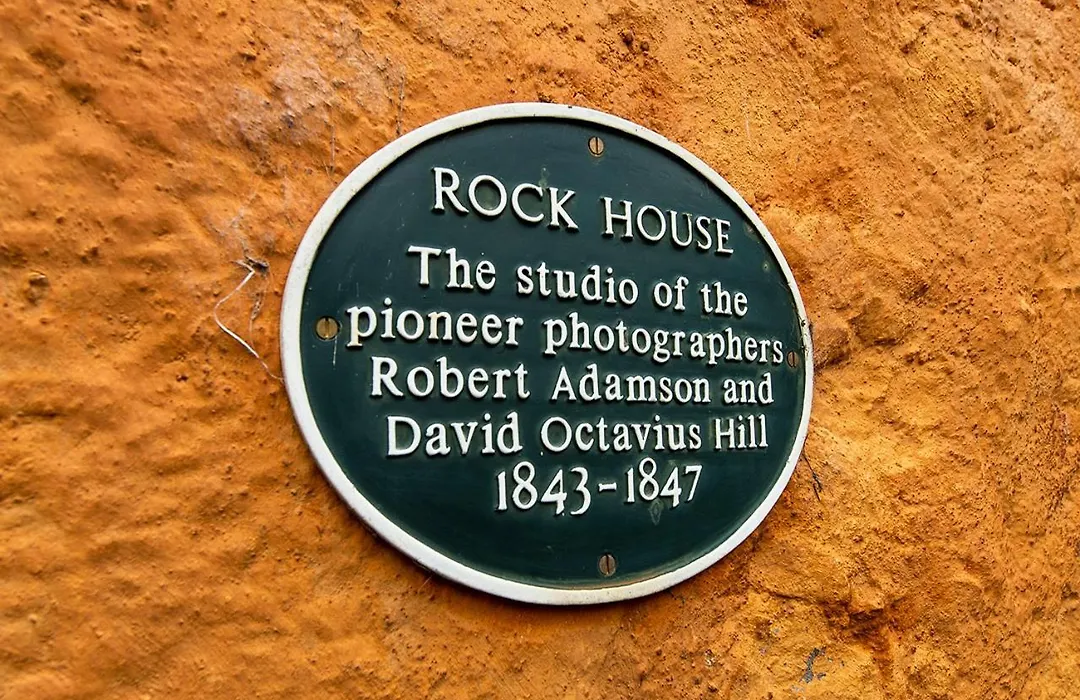 ROCK HOUSE
The studio of the
pioneer photographers
Robert Adamson and
David Octavius Hill
1843-1847